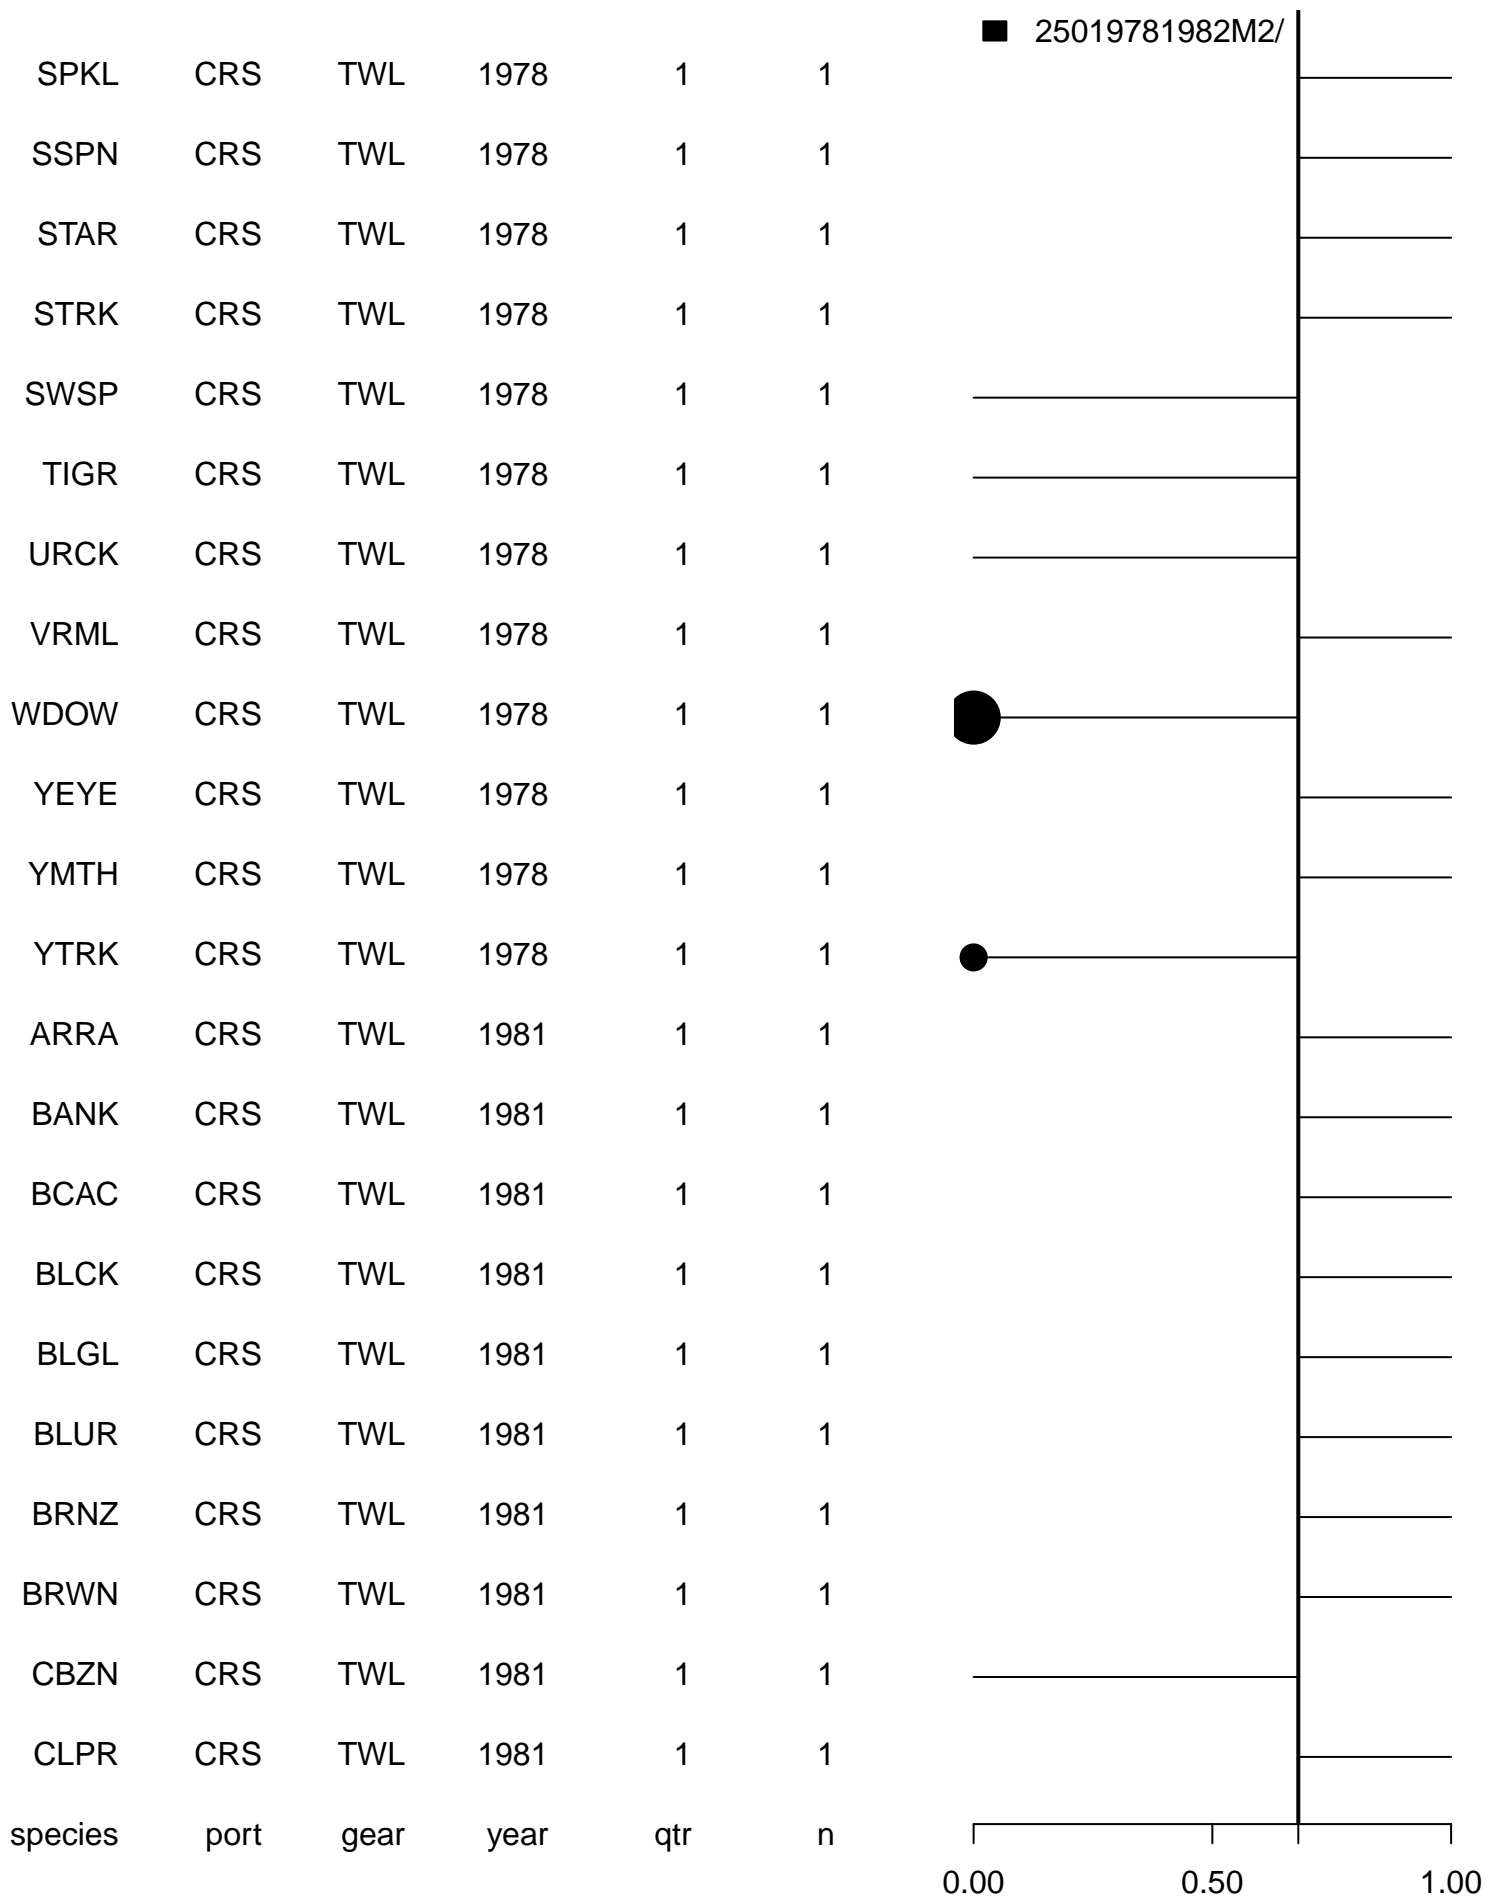 25019781982M2/
SPKL CRS TWL 1978 1 1
SSPN CRS TWL 1978 1 1
STAR CRS TWL 1978 1 1
STRK CRS TWL 1978 1 1
SWSP CRS TWL 1978 1 1
TIGR CRS TWL 1978 1 1
URCK CRS TWL 1978 1 1
VRML CRS TWL 1978 1 1
WDOW CRS TWL 1978 1 1
YEYE CRS TWL 1978 1 1
YMTH CRS TWL 1978 1 1
YTRK CRS TWL 1978 1 1
ARRA CRS TWL 1981 1 1
BANK CRS TWL 1981 1 1
BCAC CRS TWL 1981 1 1
BLCK CRS TWL 1981 1 1
BLGL CRS TWL 1981 1 1
BLUR CRS TWL 1981 1 1
BRNZ CRS TWL 1981 1 1
BRWN CRS TWL 1981 1 1
CBZN CRS TWL 1981 1 1
CLPR CRS TWL 1981 1 1
species port gear year qtr n
0.00 0.50 1.00